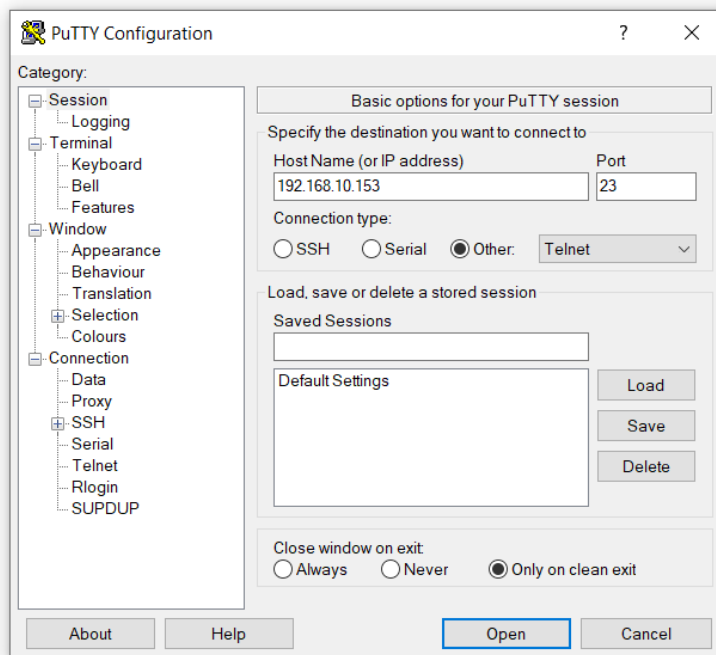 PuTTY Configuration
?
Category:
Session
Logging
Terminal
Keyboard
Bell
Features
Window
Appearance
Behaviour
Translation
Selection
Colours
Connection
Data
Proxy
SSH
Serial
Telnet
Rlogin
SUPDUP
Basic options for your PuTTY session
Specify the destination you want to connect to
Host Name (or IP address) Port
192.168.10.153 23
Connection type:
SSH Serial Other: Telnet
Load, save or delete a stored session
Saved Sessions
Default Settings
Load
Save
Delete
Close window on exit:
Always Never Only on clean exit
About Help Open Cancel